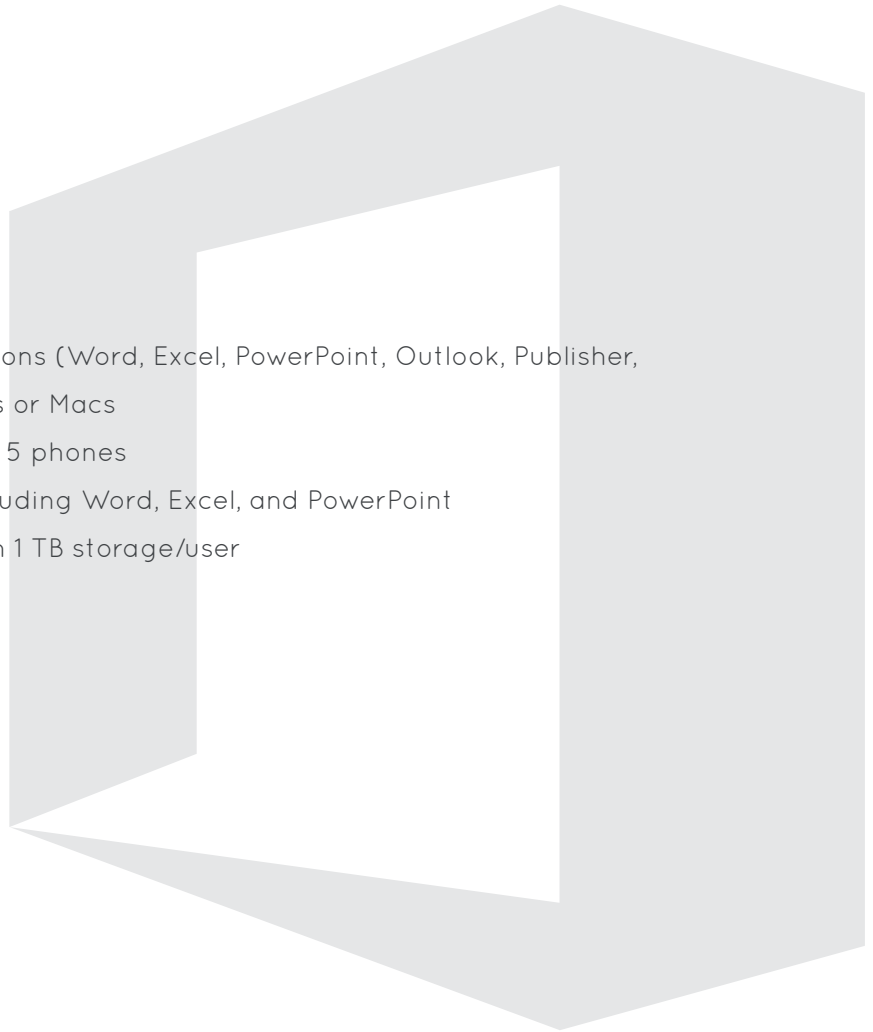 ons (Word, Excel, PowerPoint, Outlook, Publisher,
s or Macs
5 phones
uding Word, Excel, and PowerPoint
n 1 TB storage/user